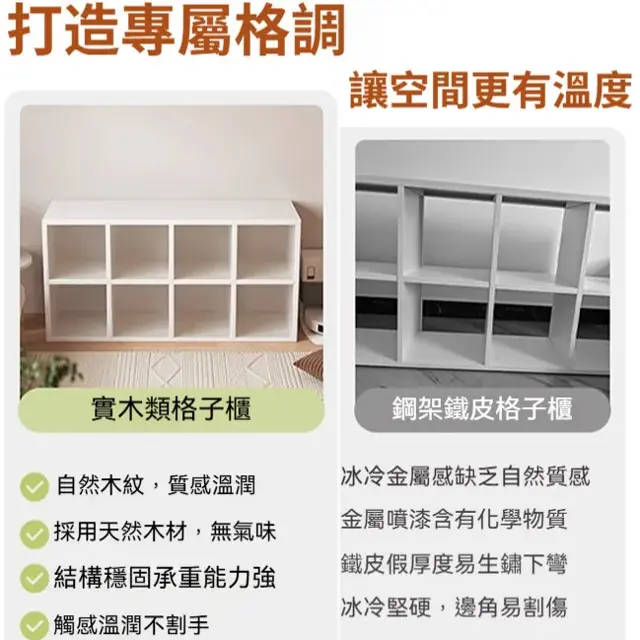 打造專屬格調
讓空間更有溫度
實木類格子櫃
自然木紋，質感溫潤
採用天然木材，無氣味
結構穩固承重能力強
觸感溫潤不割手
鋼架鐵皮格子櫃
冰冷金屬感缺乏自然質感
金屬噴漆含有化學物質
鐵皮假厚度易生鏽下彎
冰冷堅硬，邊角易割傷